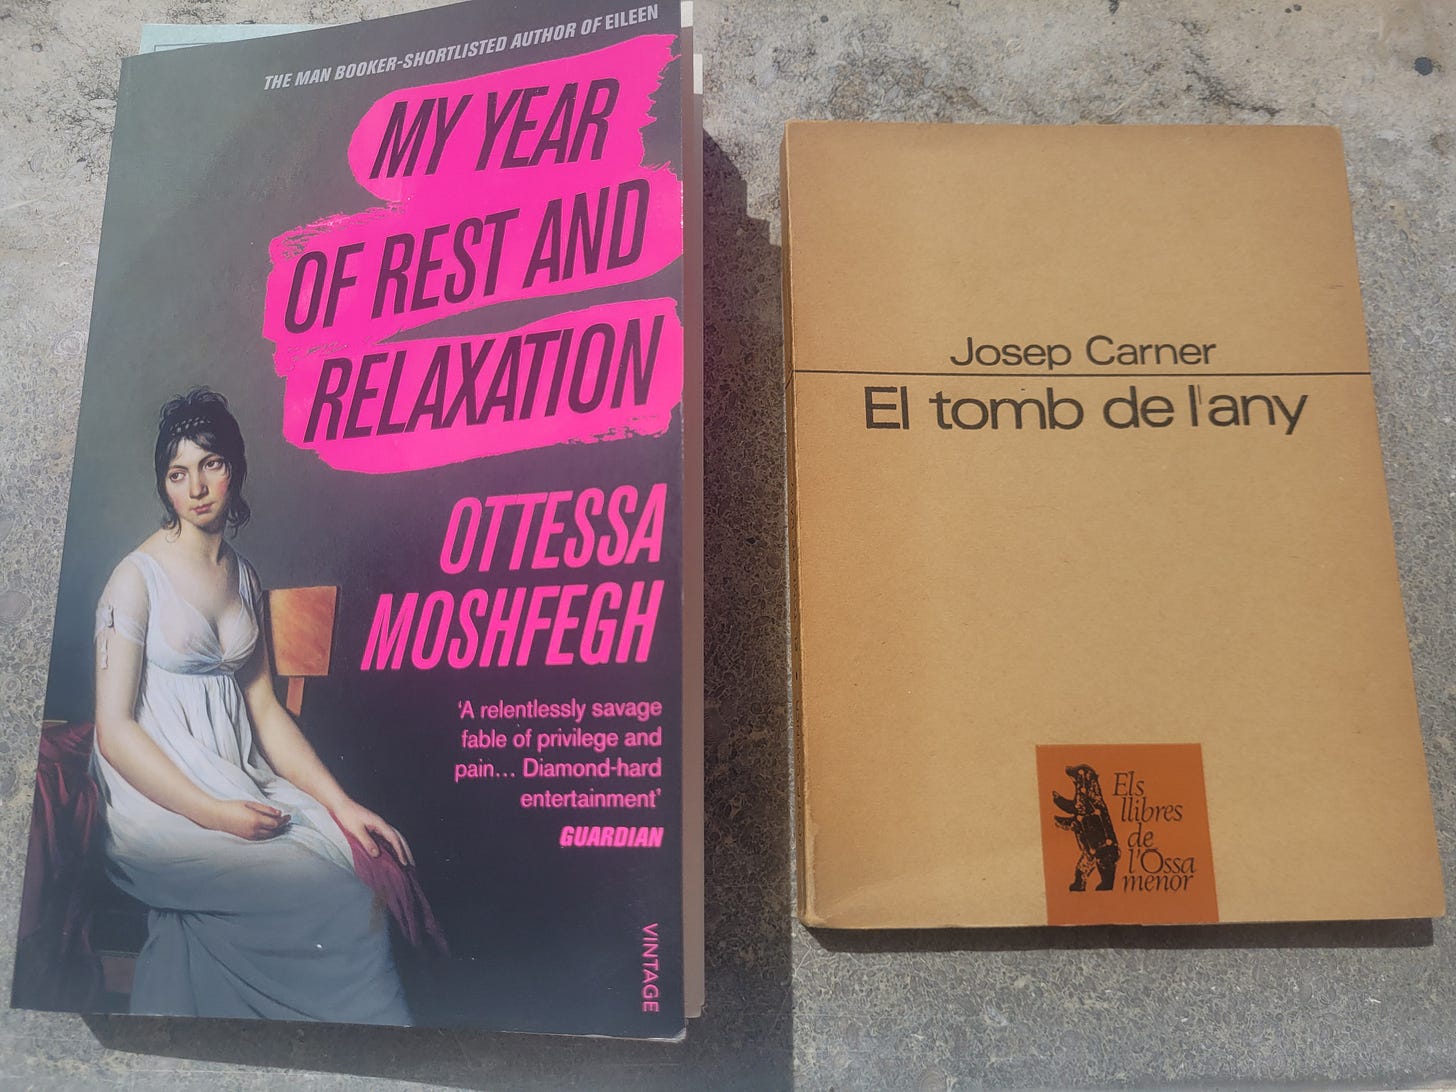 THE MAN BOOKER-SHORTLISTED AUTHOR OF EILEEN
MY YEAR
OF REST AND
RELAXATION
OTTESSA
MOSHFEGH
‘A relentlessly savage
fable of privilege and
pain… Diamond-hard
entertainment’
GUARDIAN
VINTAGE
Josep Carner
El tomb de l'any
Els
llibres
de
l'Óssa
menor